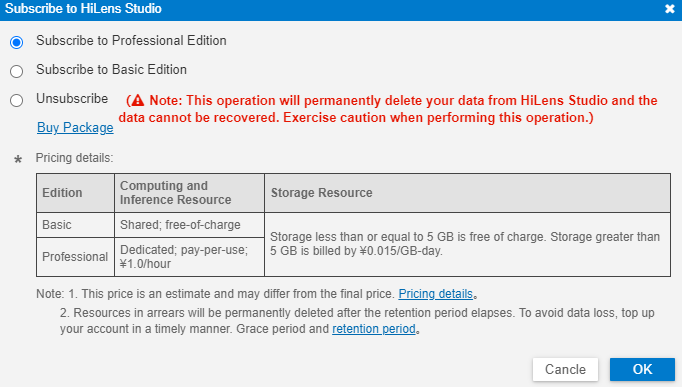 Subscribe to HiLens Studio
Subscribe to Professional Edition
Subscribe to Basic Edition
Unsubscribe (⚠ Note: This operation will permanently delete your data from HiLens Studio and the
data cannot be recovered. Exercise caution when performing this operation.)
Buy Package
* Pricing details:
Edition
Computing and
Inference Resource
Storage Resource
Basic
Shared; free-of-charge
Storage less than or equal to 5 GB is free of charge. Storage greater than
5 GB is billed by ¥0.015/GB-day.
Professional
Dedicated; pay-per-use;
¥1.0/hour
Note: 1. This price is an estimate and may differ from the final price. Pricing details。
2. Resources in arrears will be permanently deleted after the retention period elapses. To avoid data loss, top up
your account in a timely manner. Grace period and retention period。
Cancle
OK